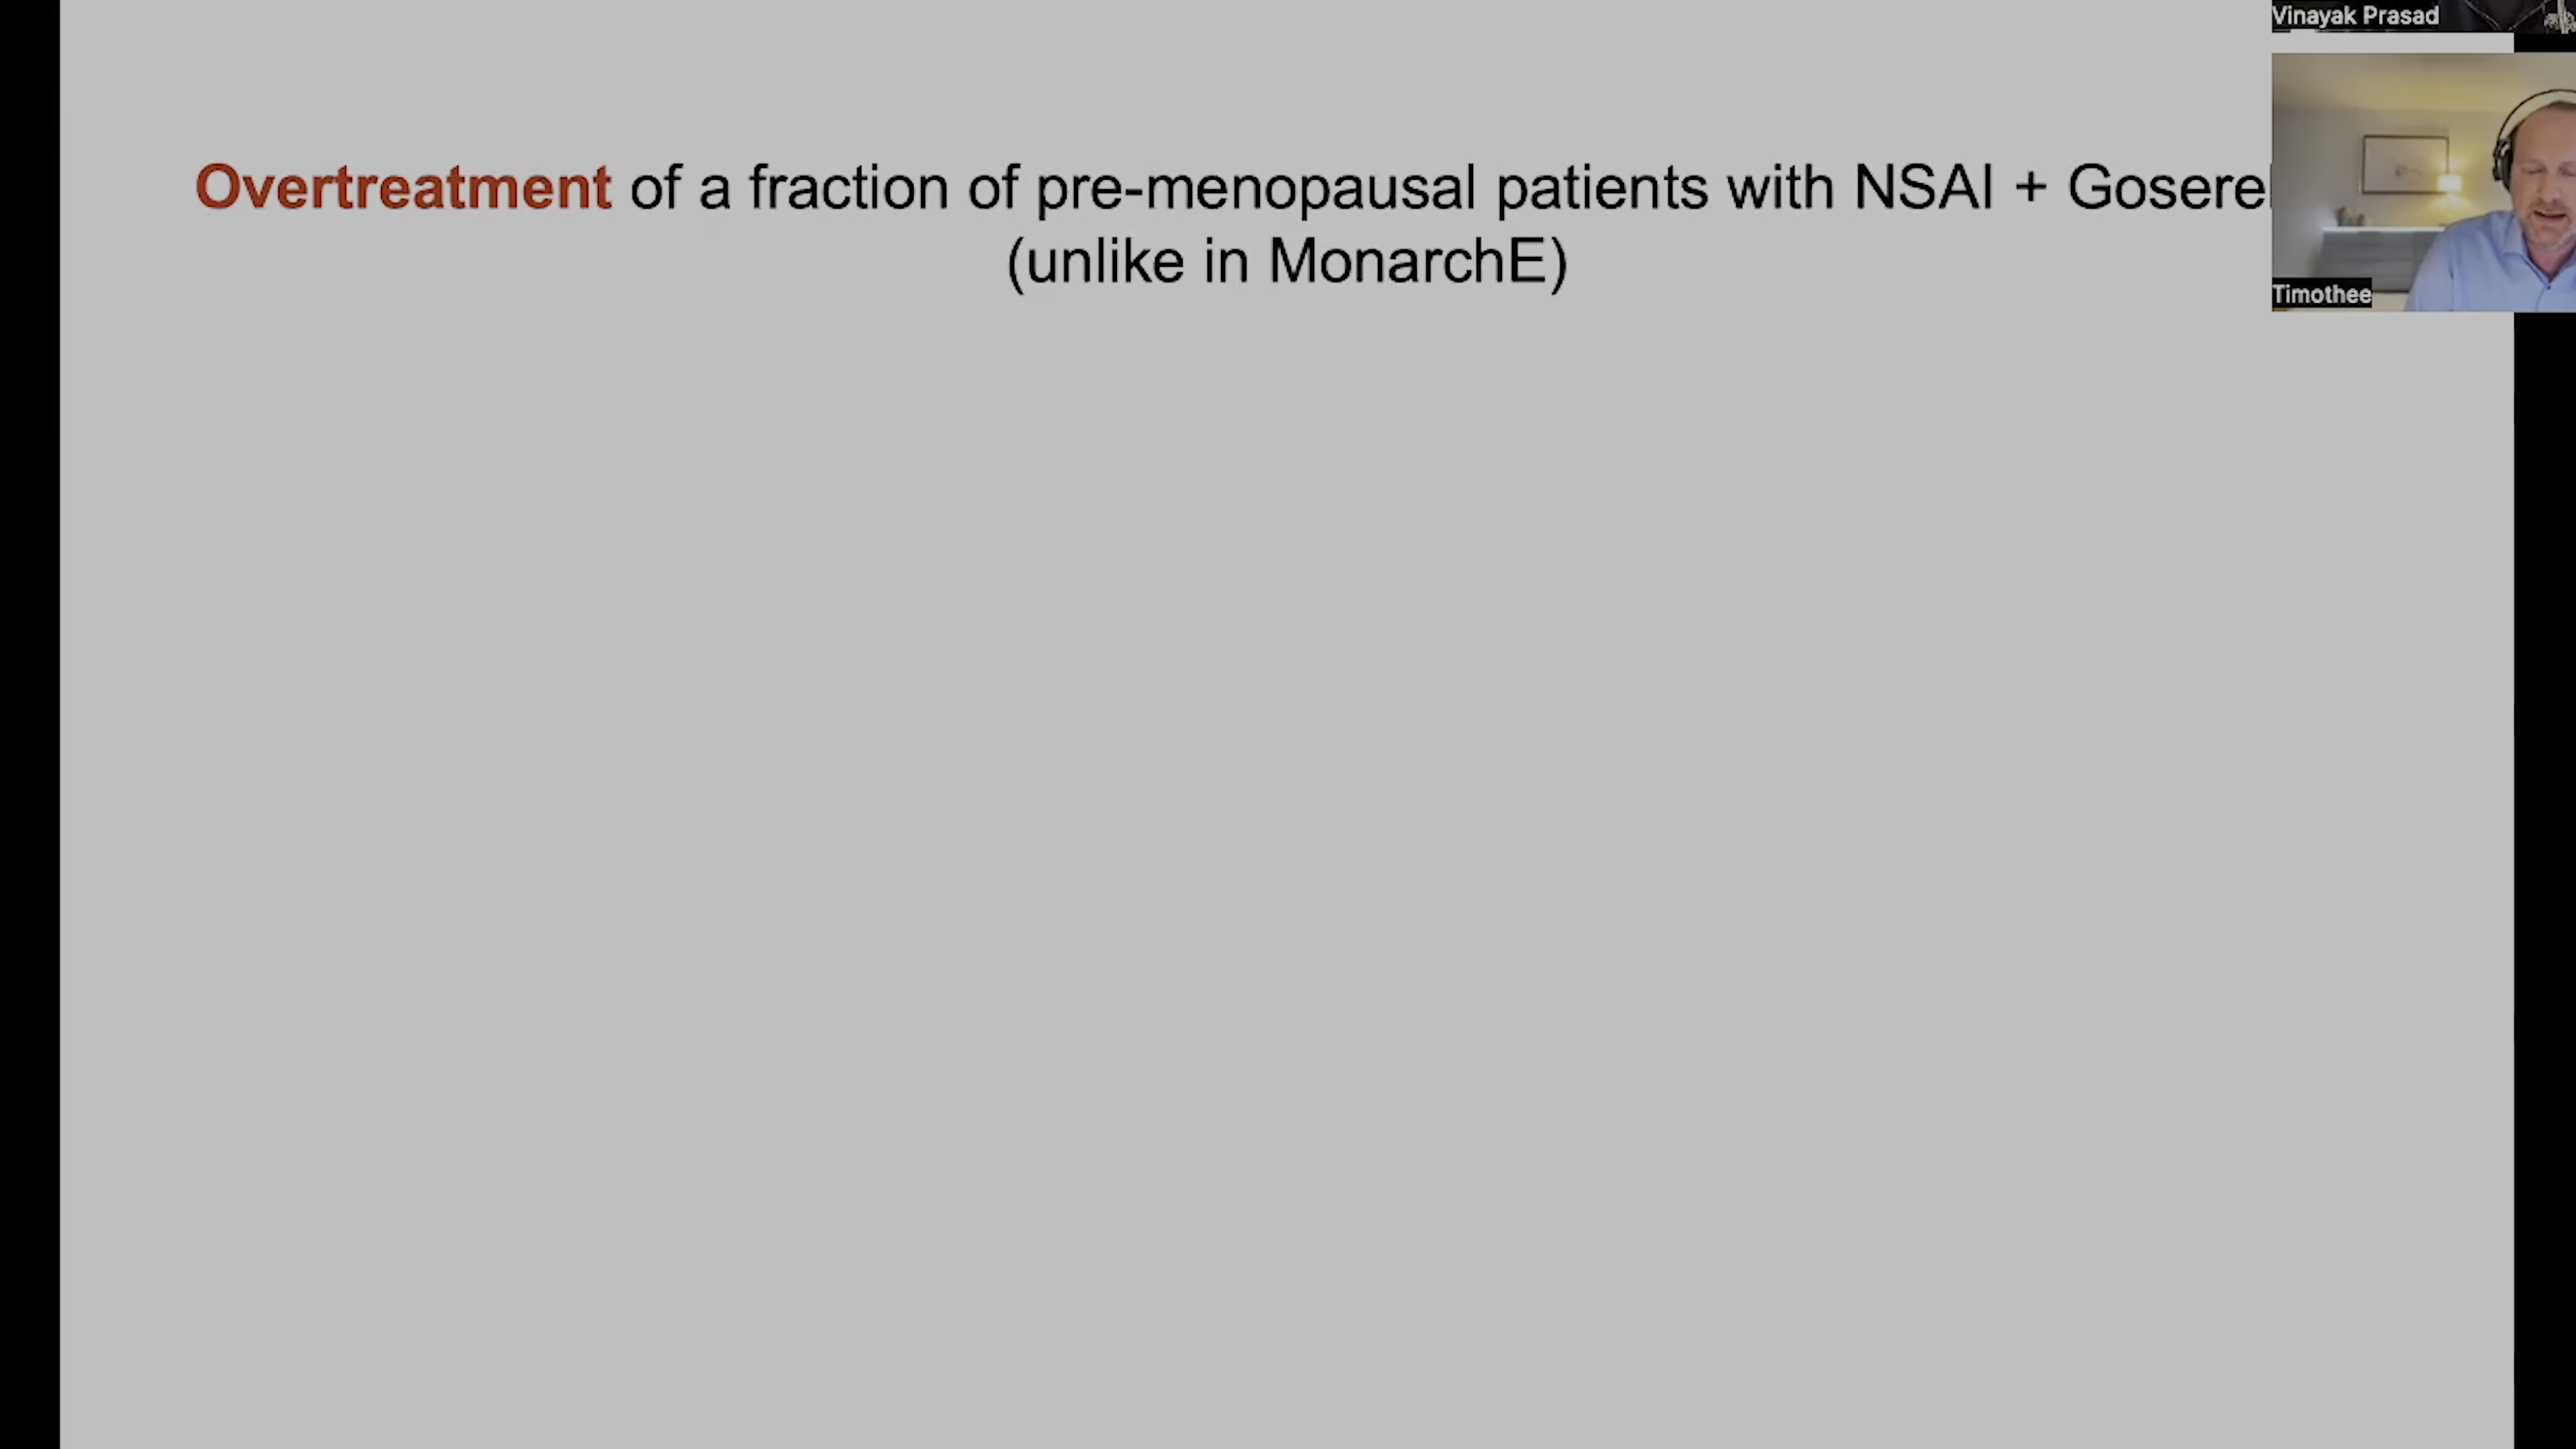 Vinayak Prasad
Overtreatment of a fraction of pre-menopausal patients with NSAI + Gosere
(unlike in MonarchE)
Timothee